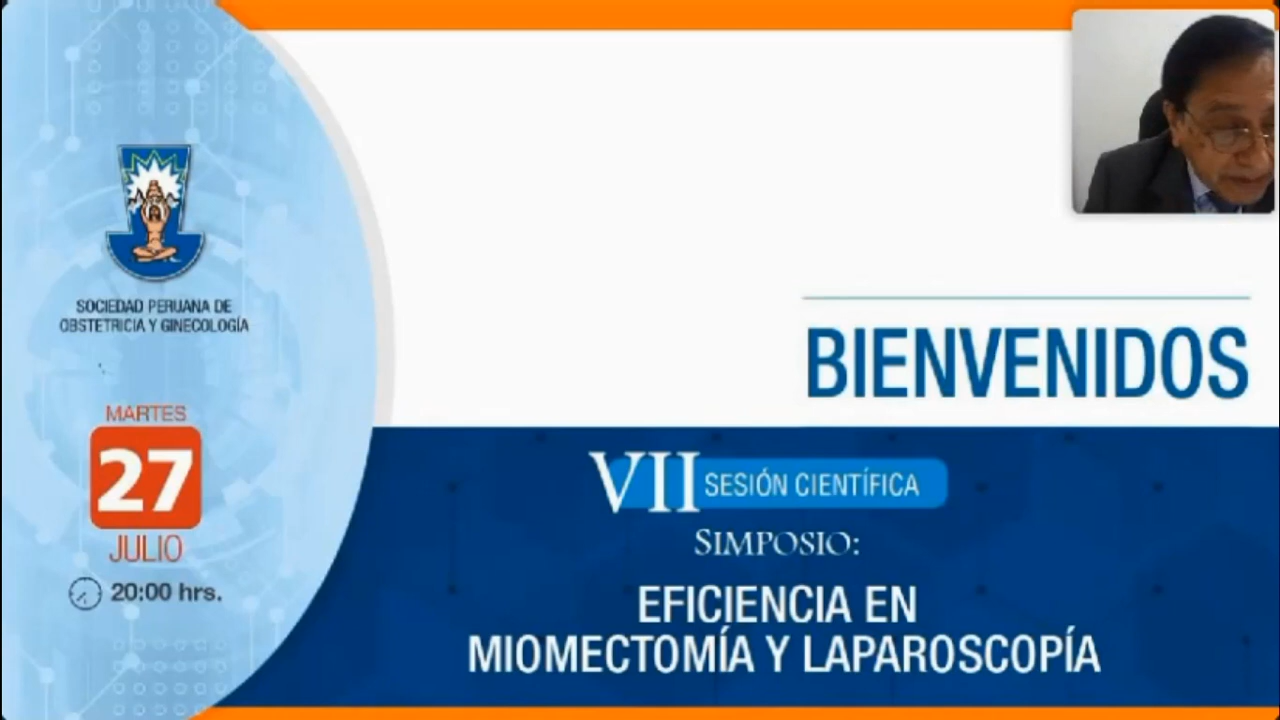 SOCIEDAD PERUANA DE
OBSTETRICIA Y GINECOLOGÍA
MARTES
27
JULIO
20:00 hrs.
BIENVENIDOS
VII SESIÓN CIENTÍFICA
SIMPOSIO:
EFICIENCIA EN
MIOMECTOMÍA Y LAPAROSCOPÍA